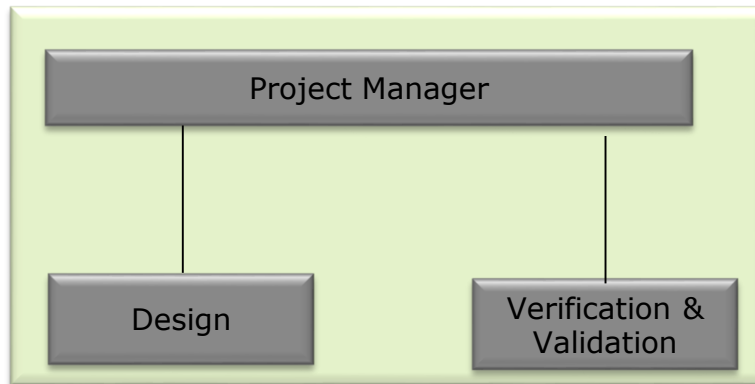 Project Manager
Design
Verification &
Validation